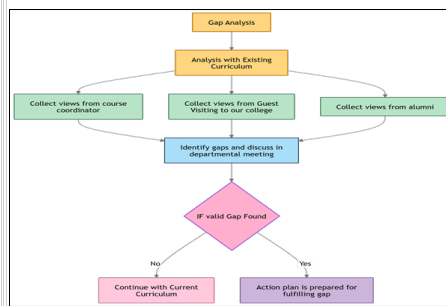 Gap Analysis
Analysis with Existing
Curriculum
Collect views from course
coordinator
Collect views from Guest
Visiting to our college
Collect views from alumni
Identify gaps and discuss in
departmental meeting
IF valid Gap Found
No
Yes
Continue with Current
Curriculum
Action plan is prepared for
fulfilling gap